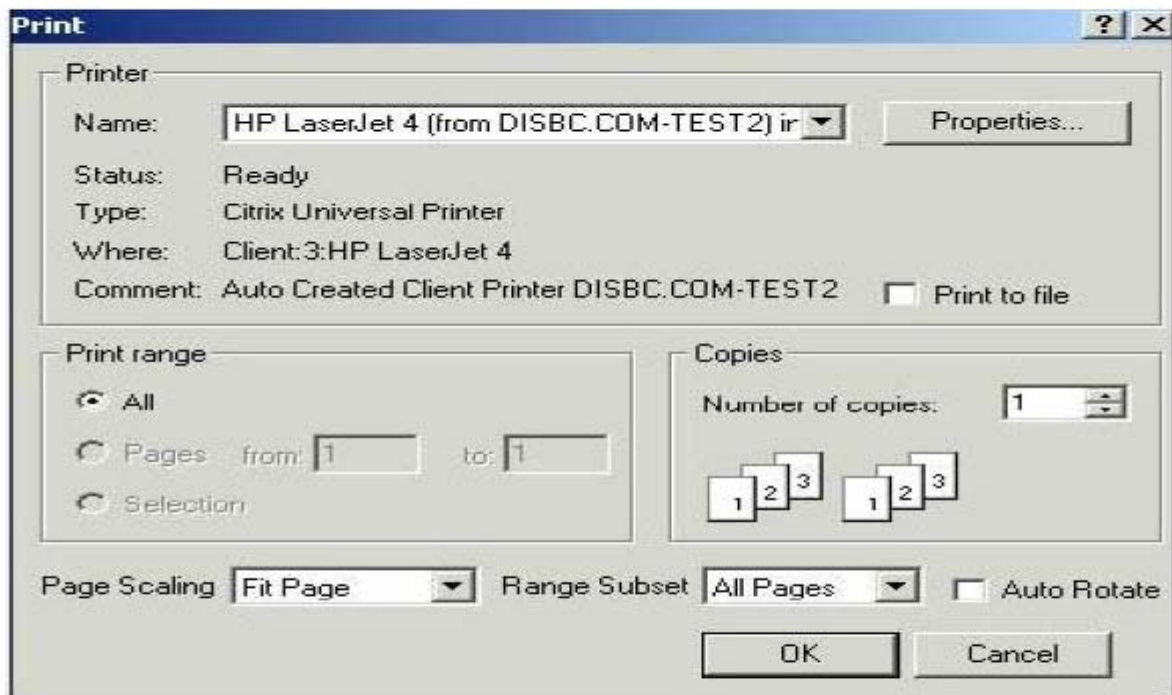 Print
Printer
Name: HP LaserJet 4 (from DISBC.COM-TEST2) ir Properties...
Status: Ready
Type: Citrix Universal Printer
Where: Client:3:HP LaserJet 4
Comment: Auto Created Client Printer DISBC.COM-TEST2 Print to file
Print range
All
Pages from: 1 to: 1
Selection
Copies
Number of copies: 1
1 2 3 1 2 3
Page Scaling Fit Page Range Subset All Pages Auto Rotate
OK Cancel